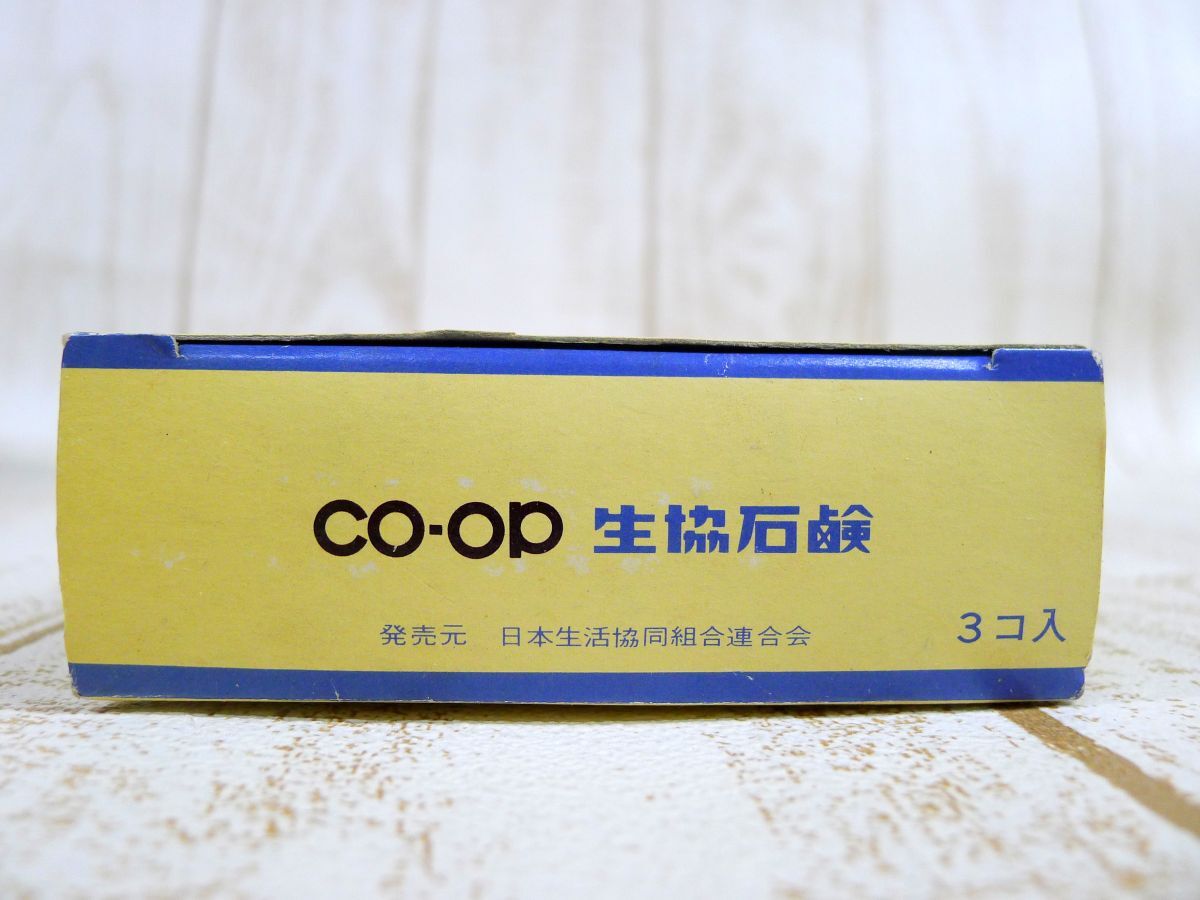 co-op 生協石鹸
発売元 日本生活協同組合連合会
3コ入